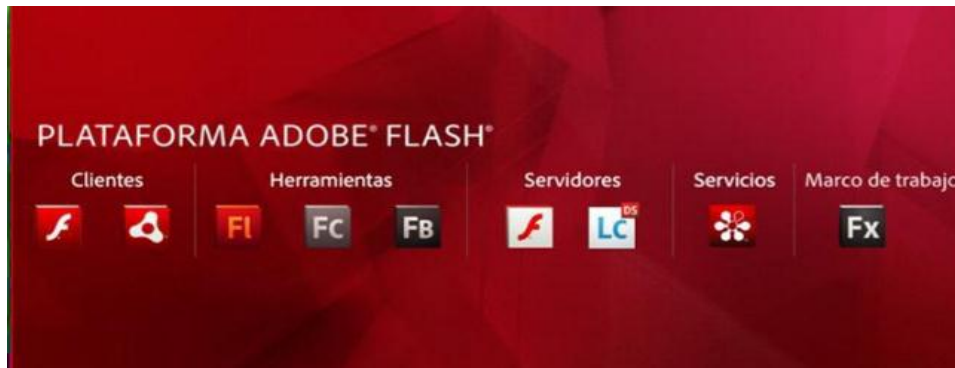 PLATAFORMA ADOBE® FLASH®
Clientes Herramientas Servidores Servicios Marco de trabajo
Fl Fc FB LC DS Fx